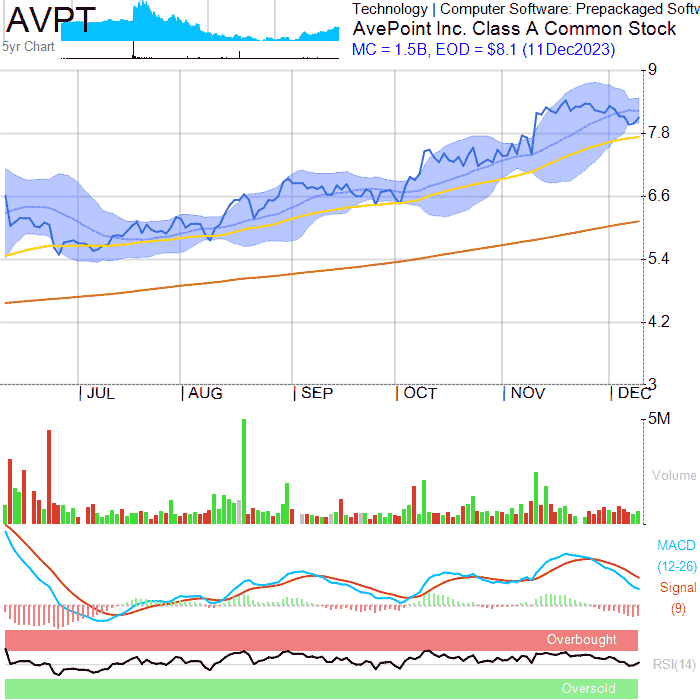 AVPT
5yr Chart
Technology | Computer Software: Prepackaged Softw
AvePoint Inc. Class A Common Stock
MC = 1.5B, EOD = $8.1 (11Dec2023)
9
7.8
6.6
5.4
4.2
3
| JUL | AUG | SEP | OCT | NOV | DEC
5M
Volume
MACD
(12-26)
Signal
(9)
Overbought
RSI(14)
Oversold